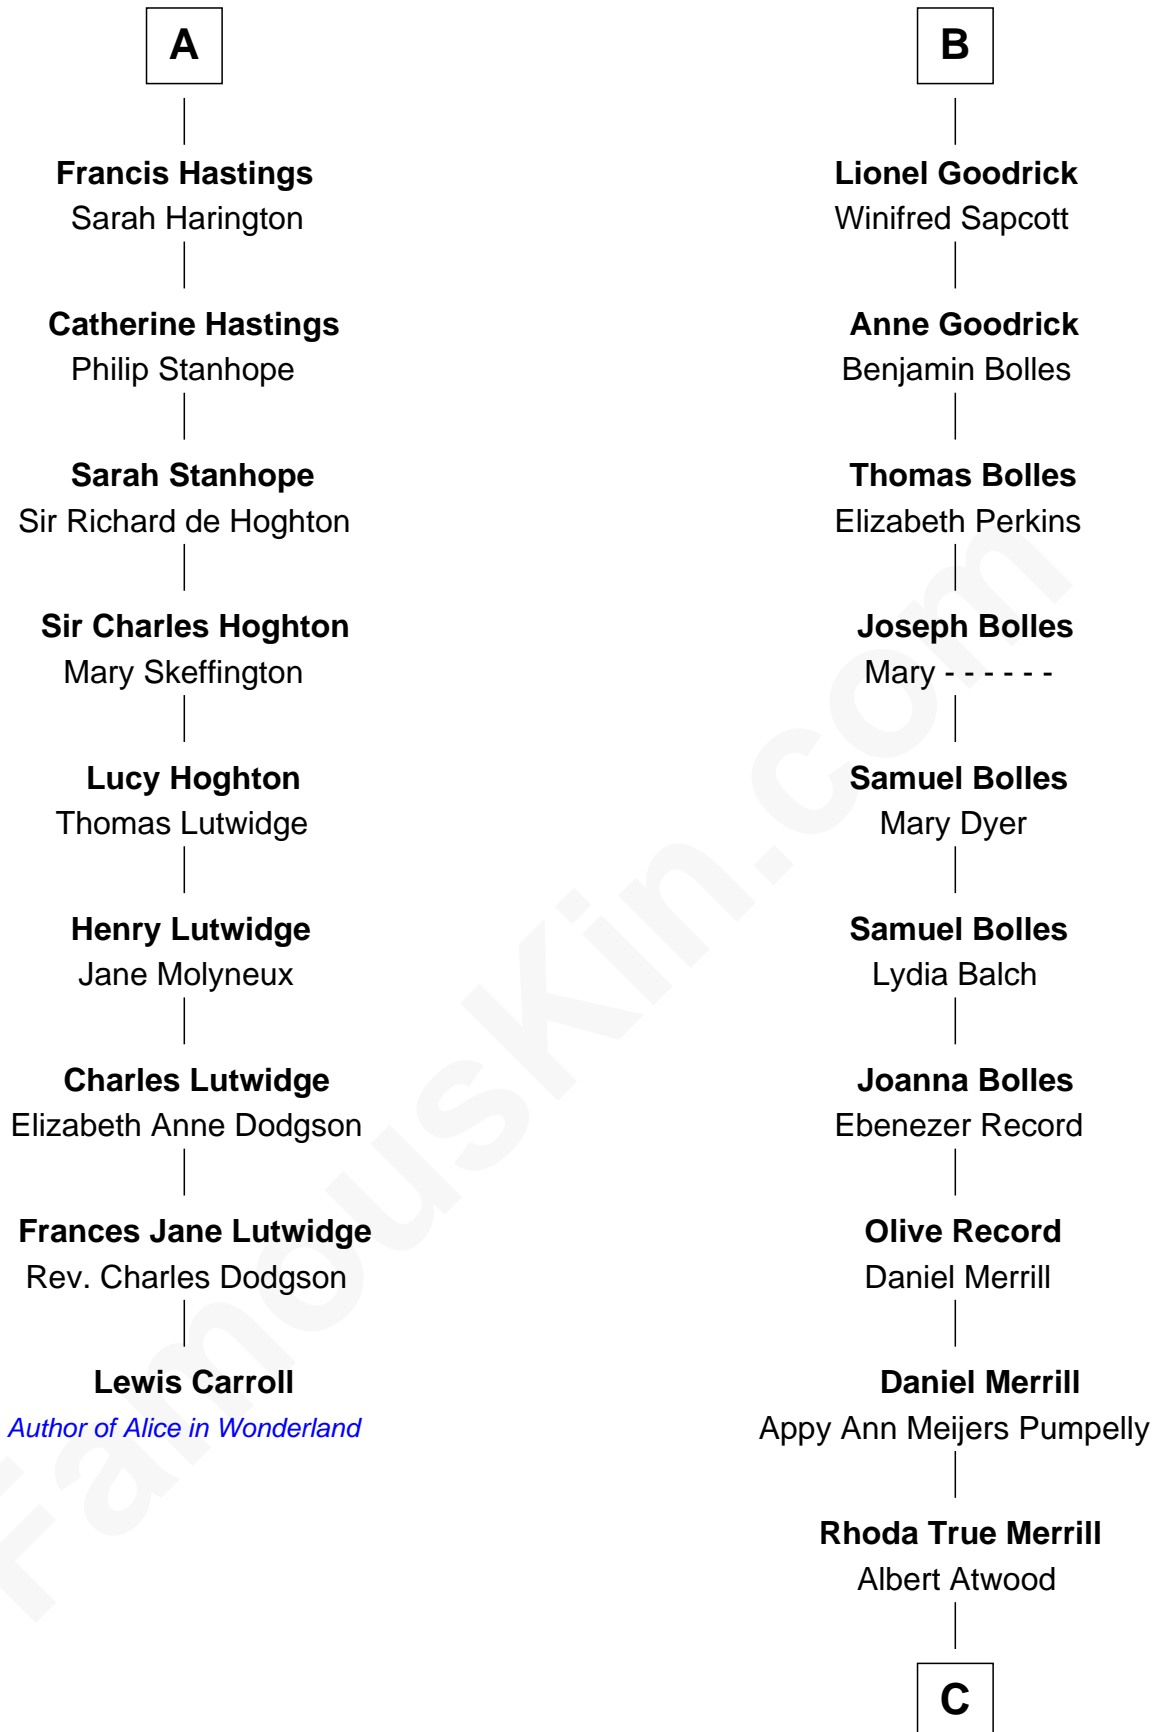 A
Francis Hastings
Sarah Harington
Catherine Hastings
Philip Stanhope
Sarah Stanhope
Sir Richard de Hoghton
Sir Charles Hoghton
Mary Skeffington
Lucy Hoghton
Thomas Lutwidge
Henry Lutwidge
Jane Molyneux
Charles Lutwidge
Elizabeth Anne Dodgson
Frances Jane Lutwidge
Rev. Charles Dodgson
Lewis Carroll
Author of Alice in Wonderland
B
Lionel Goodrick
Winifred Sapcott
Anne Goodrick
Benjamin Bolles
Thomas Bolles
Elizabeth Perkins
Joseph Bolles
Mary - - - - - -
Samuel Bolles
Mary Dyer
Samuel Bolles
Lydia Balch
Joanna Bolles
Ebenezer Record
Olive Record
Daniel Merrill
Daniel Merrill
Appy Ann Meijers Pumpelly
Rhoda True Merrill
Albert Atwood
C
FamousKin.com